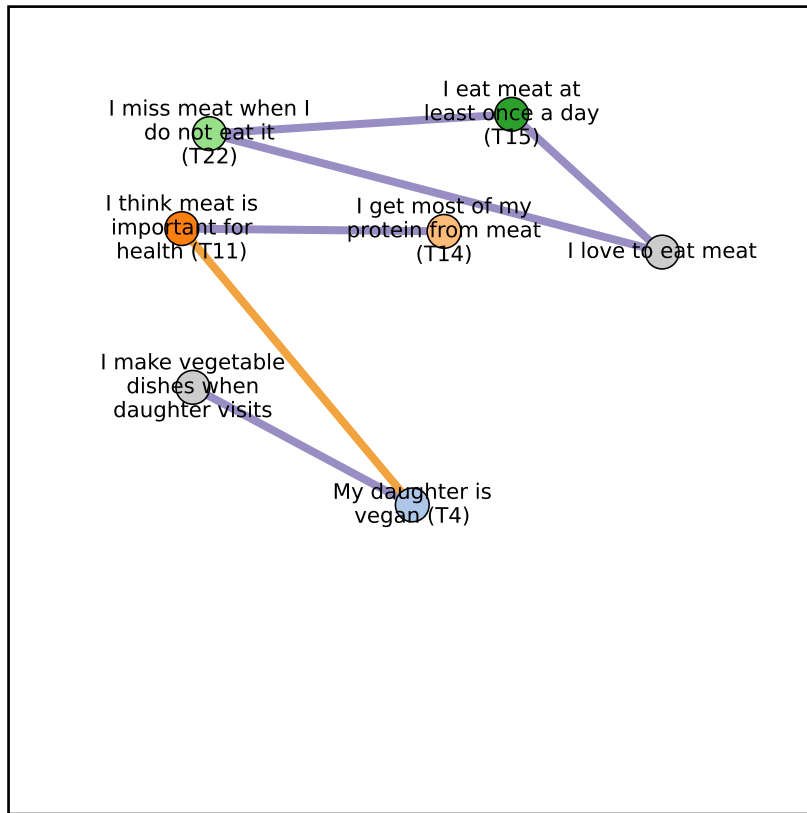 I eat meat at
least once a day
(T15)
I miss meat when I
do not eat it
(T22)
I think meat is
important for
health (T11)
I get most of my
protein from meat
(T14)
I love to eat meat
I make vegetable
dishes when
daughter visits
My daughter is
vegan (T4)